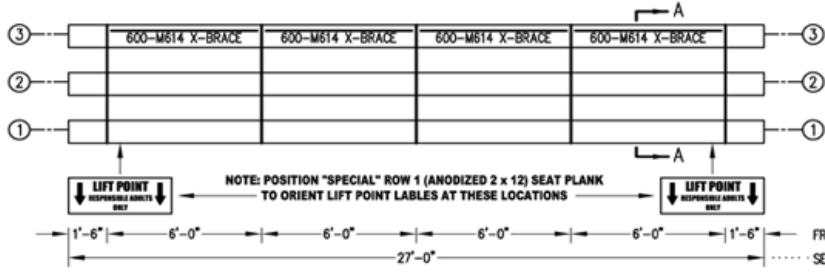 A
3 600-M614 X-BRACE 600-M614 X-BRACE 600-M614 X-BRACE 600-M614 X-BRACE 3
2 2
1 1
A
LIFT POINT
RESPONSIBLE ADULTS
ONLY
NOTE: POSITION "SPECIAL" ROW 1 (ANODIZED 2 x 12) SEAT PLANK
TO ORIENT LIFT POINT LABLES AT THESE LOCATIONS
LIFT POINT
RESPONSIBLE ADULTS
ONLY
1'-6" 6'-0" 6'-0" 6'-0" 6'-0" 1'-6" FR
27'-0" SE